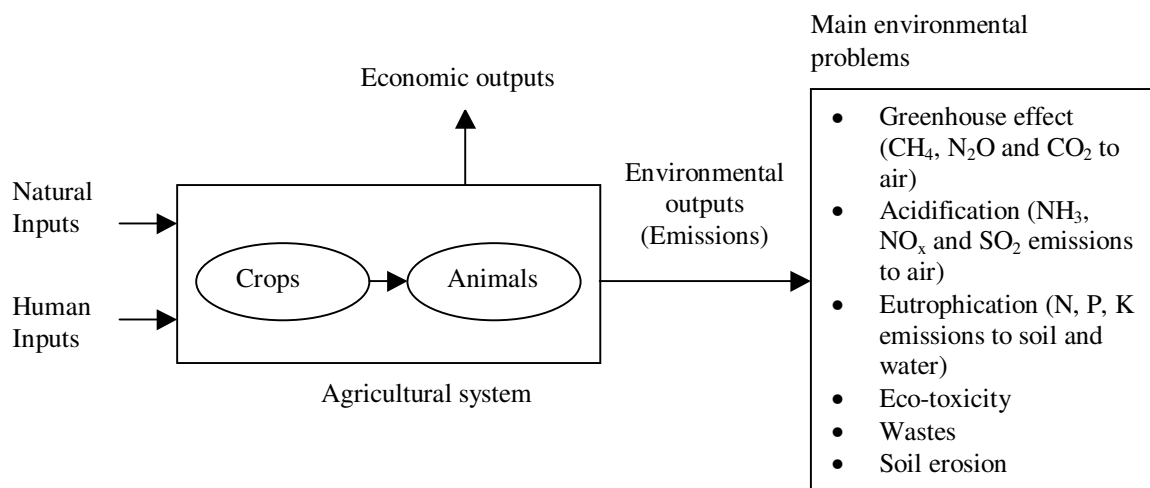 Main environmental
problems
Economic outputs
Natural
Inputs
Human
Inputs
Crops
Animals
Agricultural system
Environmental
outputs
(Emissions)
• Greenhouse effect
(CH₄, N₂O and CO₂ to
air)
• Acidification (NH₃,
NOₓ and SO₂ emissions
to air)
• Eutrophication (N, P, K
emissions to soil and
water)
• Eco-toxicity
• Wastes
• Soil erosion